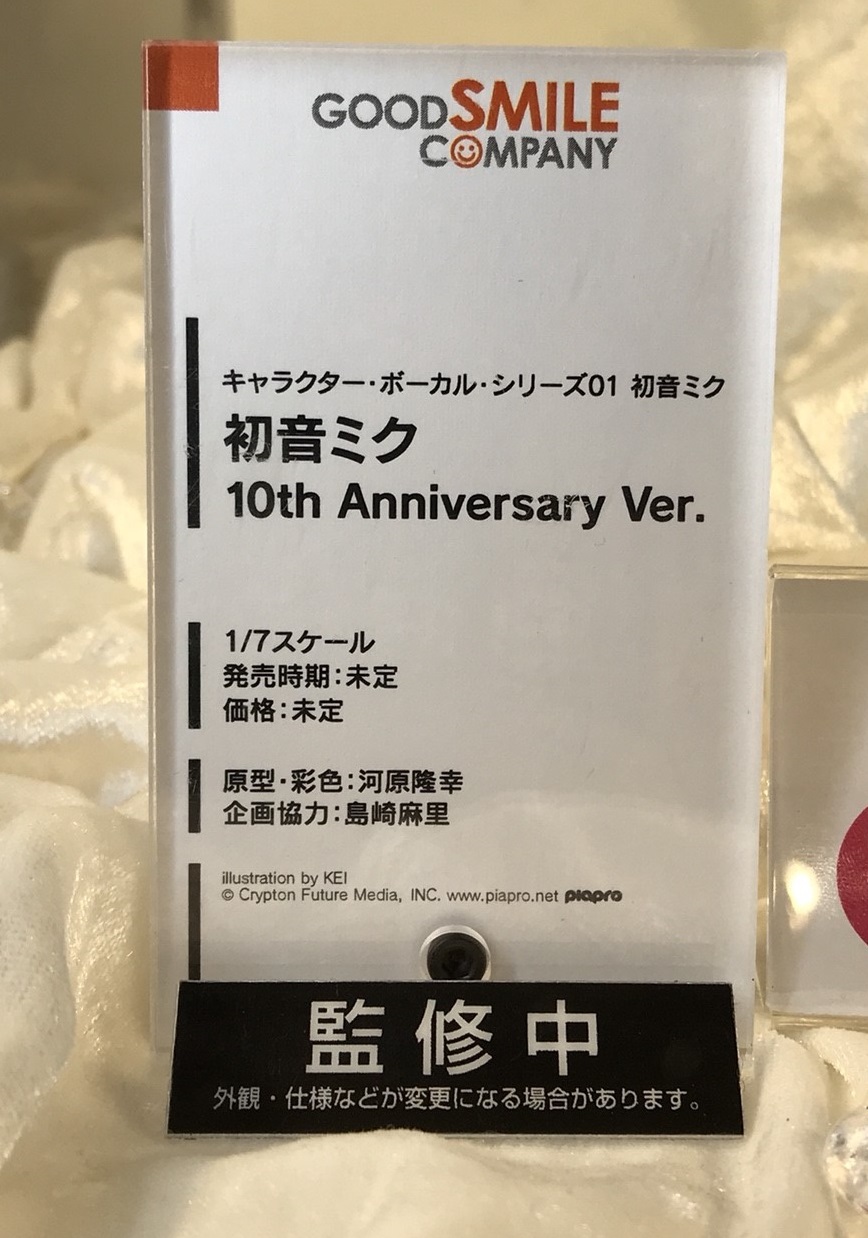 GOODSMILE
COMPANY
キャラクター・ボーカル・シリーズ01 初音ミク
初音ミク
10th Anniversary Ver.
1/7スケール
発売時期：未定
価格：未定
原型・彩色：河原隆幸
企画協力：島崎麻里
illustration by KEI
© Crypton Future Media, INC. www.piapro.net piapro
監修中
外観・仕様などが変更になる場合があります。